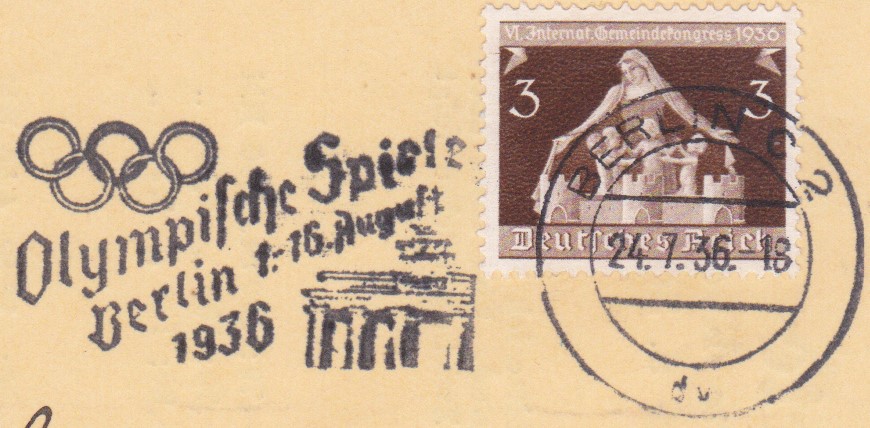 Olympische Spiele
Berlin 1.-16. August
1936
VI. Internat. Gemeindekongress 1936
3 3
Deutsches Reich
BERLIN C 2
24.7.36.-18
dv